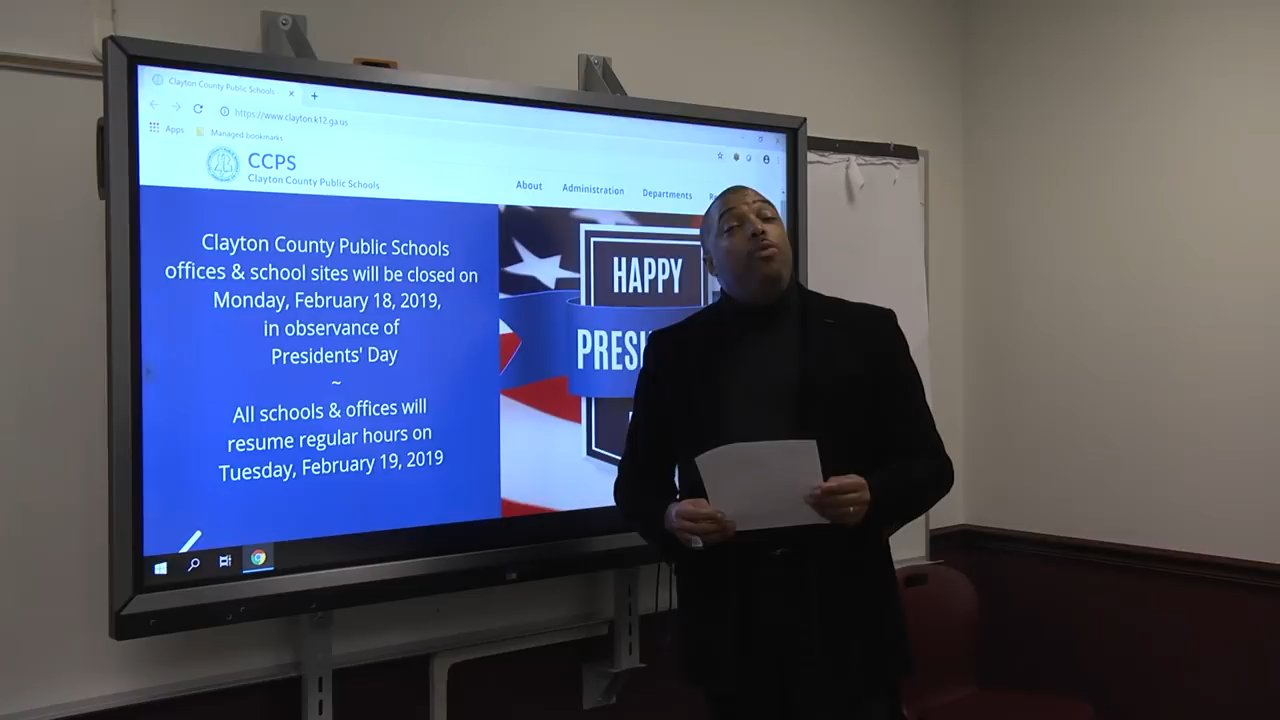 Clayton County Public Schools
https://www.clayton.k12.ga.us
Apps Managed bookmarks
CCPS
Clayton County Public Schools
About Administration Departments
Clayton County Public Schools
offices & school sites will be closed on
Monday, February 18, 2019,
in observance of
Presidents' Day
~
All schools & offices will
resume regular hours on
Tuesday, February 19, 2019
HAPPY